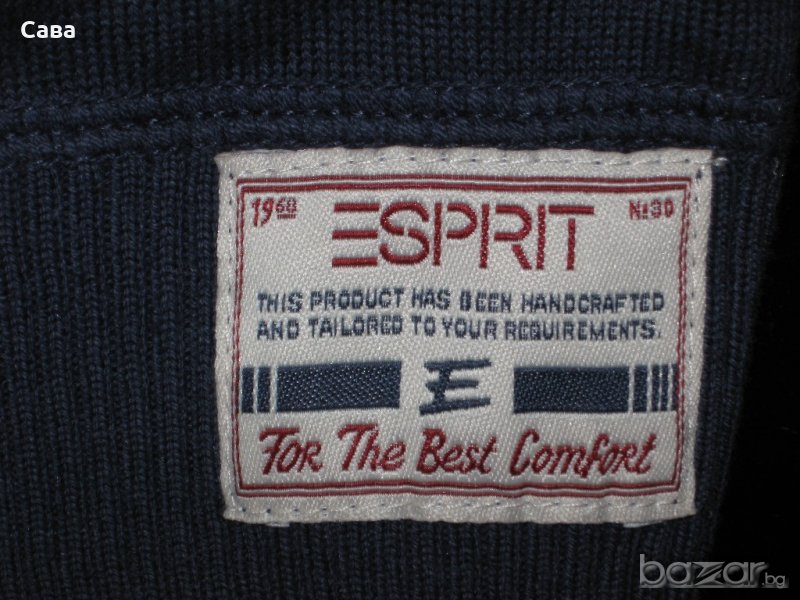 Сава
1968 ESPRIT №30
THIS PRODUCT HAS BEEN HANDCRAFTED
AND TAILORED TO YOUR REQUIREMENTS.
E
For The Best Comfort
bazar.bg